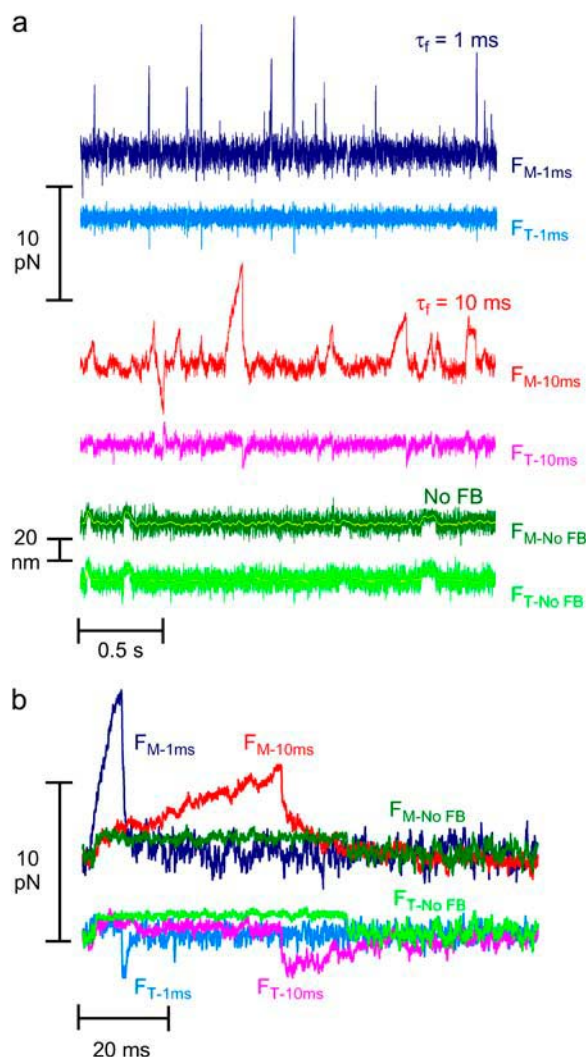 a
τf = 1 ms
FM-1ms
10
pN
FT-1ms
τf = 10 ms
FM-10ms
FT-10ms
No FB
FM-No FB
20
nm
FT-No FB
0.5 s
b
FM-1ms
FM-10ms
FM-No FB
10
pN
FT-No FB
FT-1ms
FT-10ms
20 ms